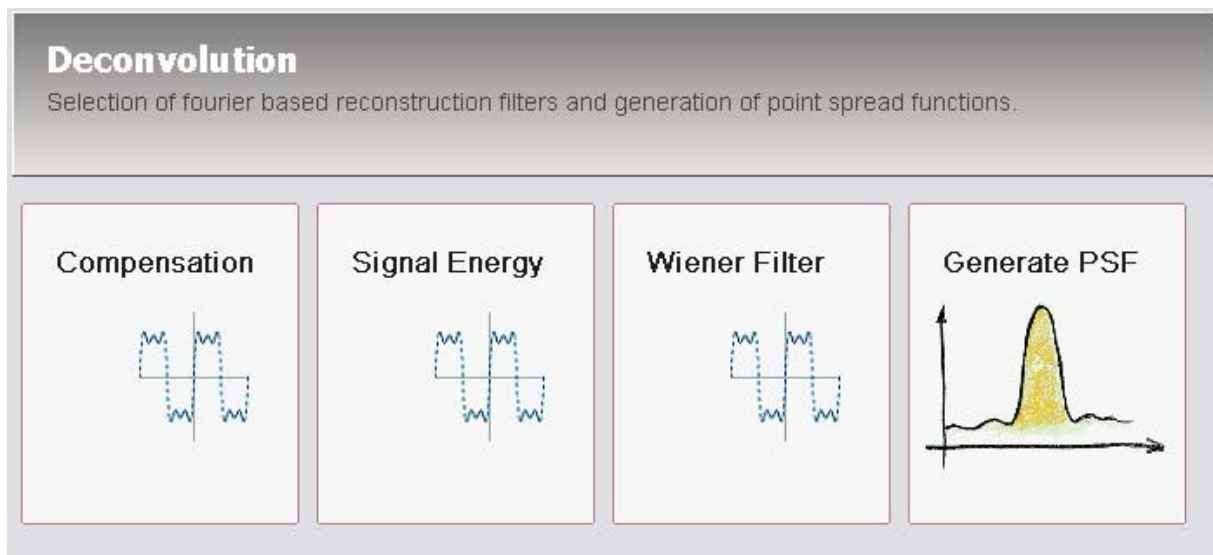 Deconvolution
Selection of fourier based reconstruction filters and generation of point spread functions.
Compensation
Signal Energy
Wiener Filter
Generate PSF